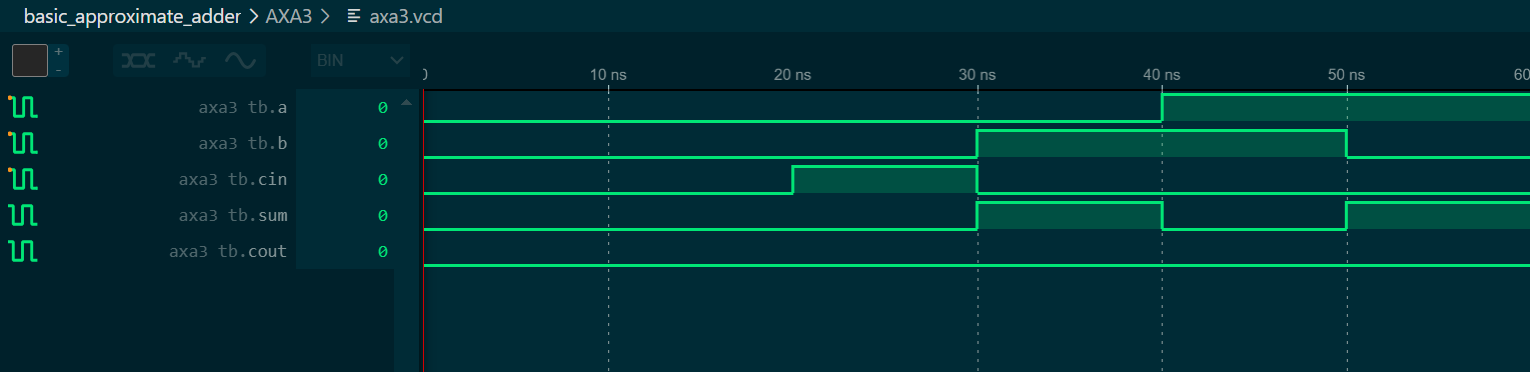 basic_approximate_adder > AXA3 > axa3.vcd
+
-
BIN
0 10 ns 20 ns 30 ns 40 ns 50 ns 60
axa3 tb.a 0
axa3 tb.b 0
axa3 tb.cin 0
axa3 tb.sum 0
axa3 tb.cout 0